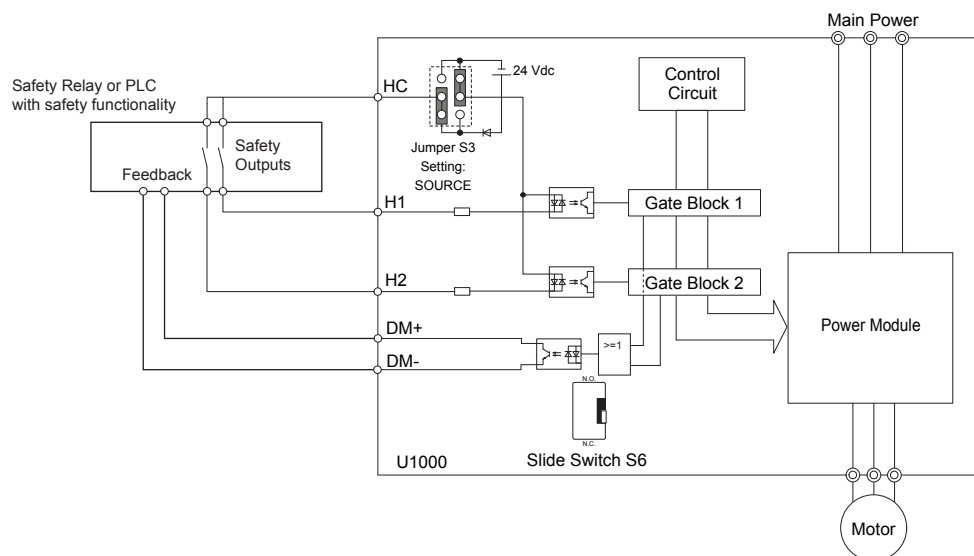 Main Power
Safety Relay or PLC
with safety functionality
HC
24 Vdc
Control
Circuit
Jumper S3
Setting:
SOURCE
Safety
Outputs
Feedback
H1
Gate Block 1
H2
Gate Block 2
Power Module
DM+
DM-
>=1
N.O.
N.C.
U1000
Slide Switch S6
Motor